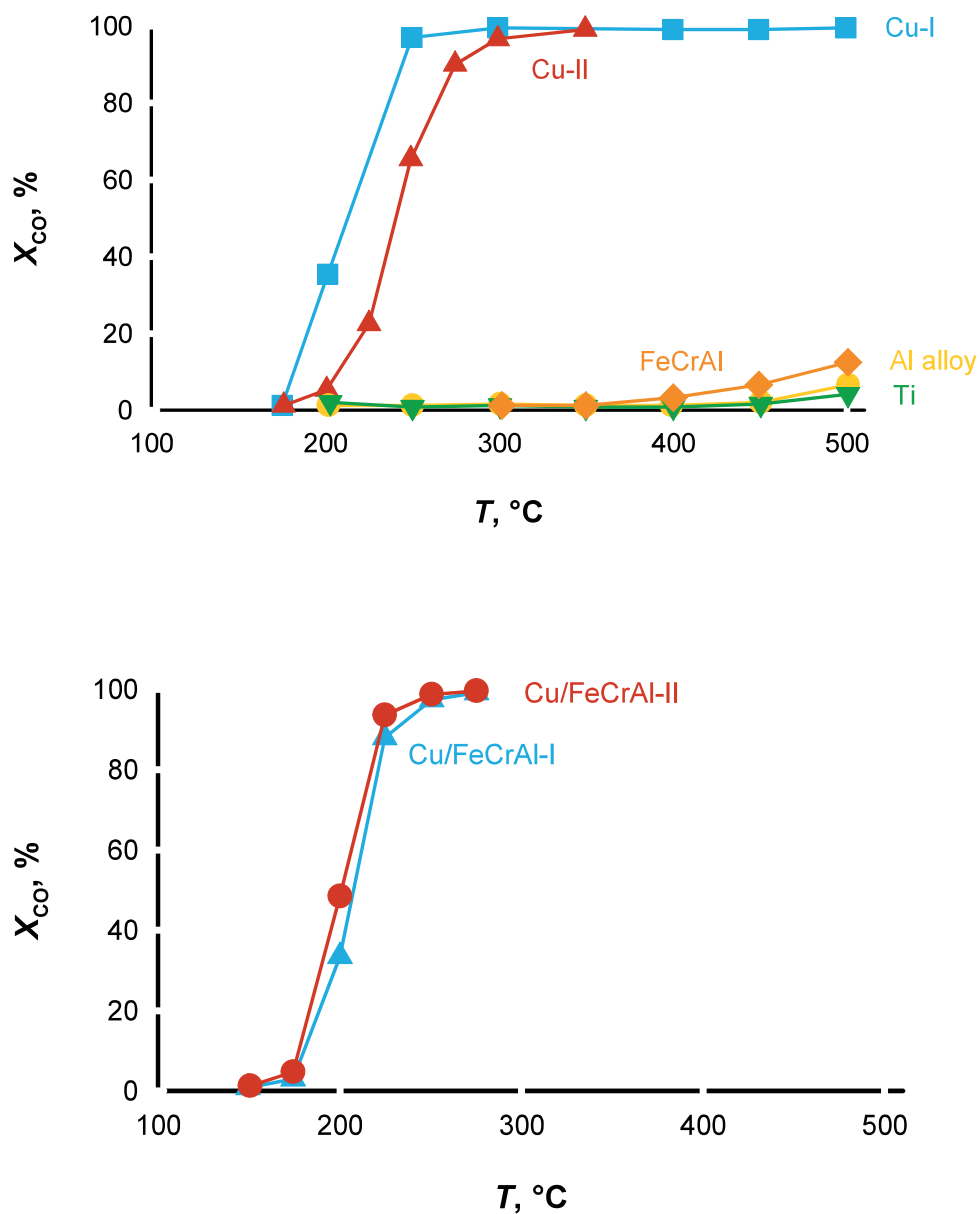 100
Cu-I
Cu-II
80
60
X_CO, %
40
20
FeCrAl
Al alloy
Ti
0
100 200 300 400 500
T, °C
100
Cu/FeCrAl-II
Cu/FeCrAl-I
80
60
X_CO, %
40
20
0
100 200 300 400 500
T, °C